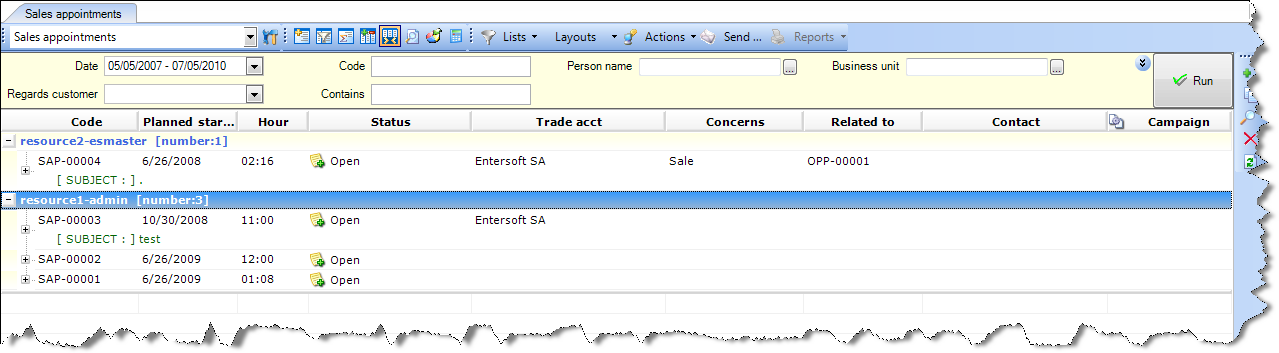 Sales appointments
Sales appointments Lists Layouts Actions Send ... Reports
Date 05/05/2007 - 07/05/2010 Code Person name ... Business unit ... Run
Regards customer Contains
Code Planned star... Hour Status Trade acct Concerns Related to Contact Campaign
resource2-esmaster [number:1]
SAP-00004 6/26/2008 02:16 Open Entersoft SA Sale OPP-00001
[ SUBJECT : ] .
resource1-admin [number:3]
SAP-00003 10/30/2008 11:00 Open Entersoft SA
[ SUBJECT : ] test
SAP-00002 6/26/2009 12:00 Open
SAP-00001 6/26/2009 01:08 Open